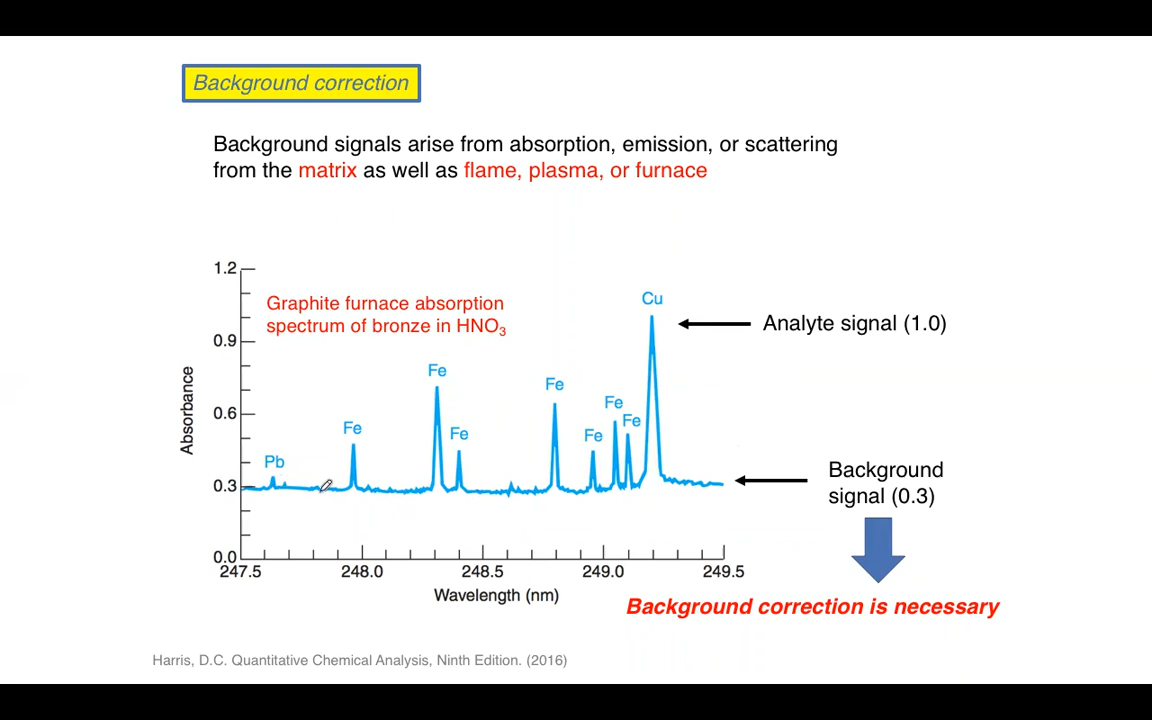 Background correction
Background signals arise from absorption, emission, or scattering
from the matrix as well as flame, plasma, or furnace
1.2
0.9
0.6
0.3
0.0
Absorbance
Graphite furnace absorption
spectrum of bronze in HNO₃
Pb
Fe
Fe
Fe
Fe
Fe
Fe
Fe
Cu
Analyte signal (1.0)
Background
signal (0.3)
247.5
248.0
248.5
249.0
249.5
Wavelength (nm)
Background correction is necessary
Harris, D.C. Quantitative Chemical Analysis, Ninth Edition. (2016)